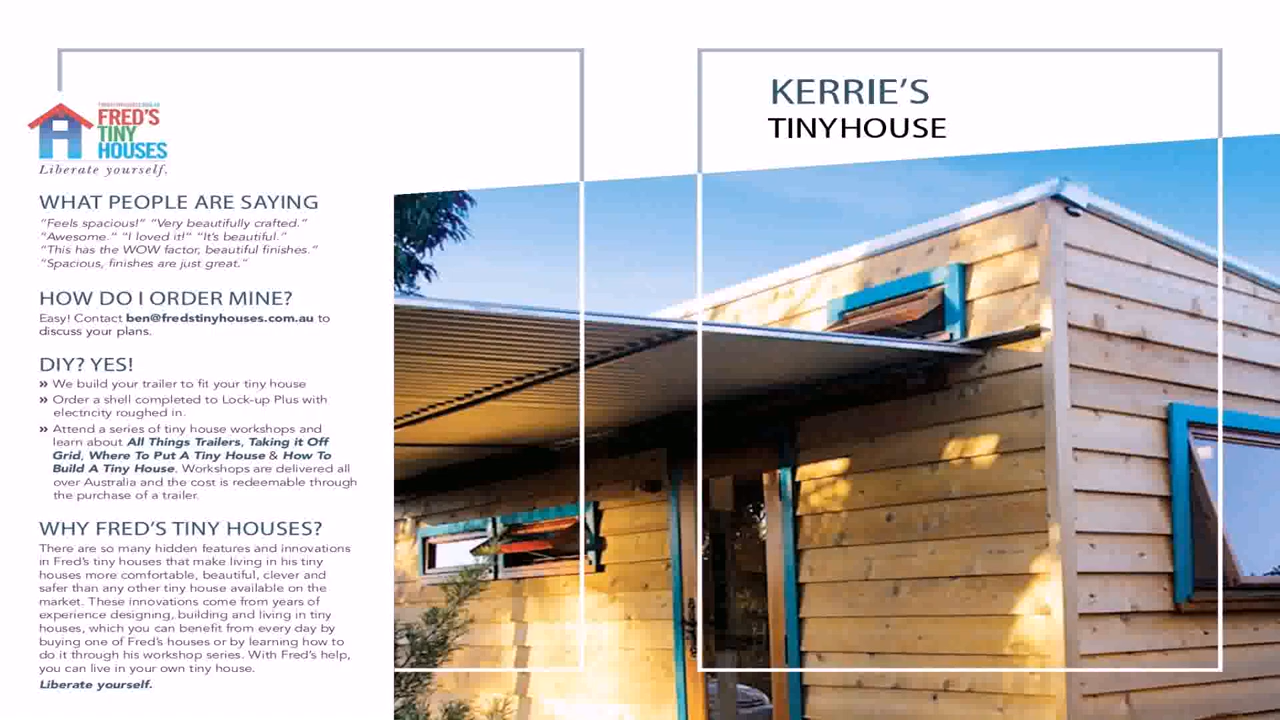 FRED'S
TINY
HOUSES
Liberate yourself.
WHAT PEOPLE ARE SAYING
“Feels spacious!” “Very beautifully crafted.”
“Awesome.” “I loved it!” “It's beautiful.”
“This has the WOW factor, beautiful finishes.”
“Spacious, finishes are just great.”
HOW DO I ORDER MINE?
Easy! Contact ben@fredstinyhouses.com.au to
discuss your plans.
DIY? YES!
» We build your trailer to fit your tiny house
» Order a shell completed to Lock-up Plus with
electricity roughed in.
» Attend a series of tiny house workshops and
learn about All Things Trailers, Taking it Off
Grid, Where To Put A Tiny House & How To
Build A Tiny House. Workshops are delivered all
over Australia and the cost is redeemable through
the purchase of a trailer.
WHY FRED'S TINY HOUSES?
There are so many hidden features and innovations
in Fred's tiny houses that make living in his tiny
houses more comfortable, beautiful, clever and
safer than any other tiny house available on the
market. These innovations come from years of
experience designing, building and living in tiny
houses, which you can benefit from every day by
buying one of Fred's houses or by learning how to
do it through his workshop series. With Fred's help,
you can live in your own tiny house.
Liberate yourself.
KERRIE'S
TINYHOUSE